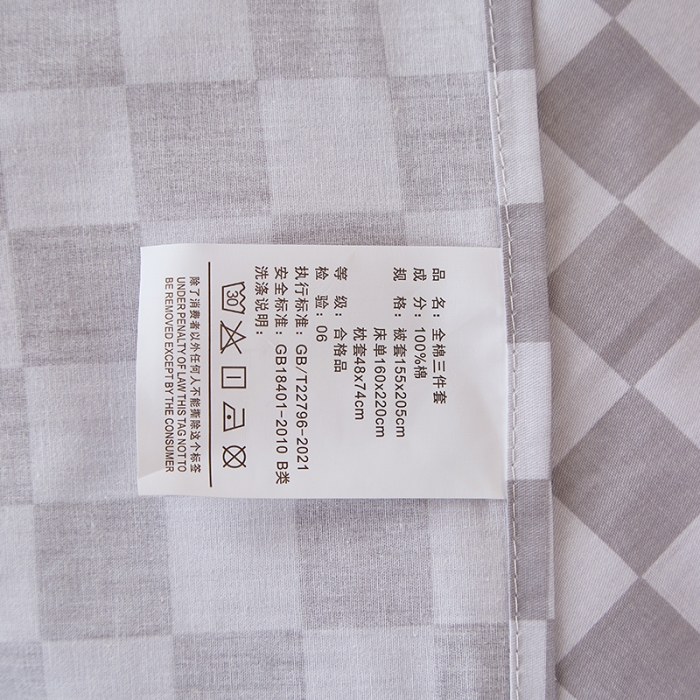 品 名：全棉三件套
成 分：100%棉
规 格：被套155x205cm
床单160x220cm
枕套48x74cm
等 级：合格品
检 验：06
执行标准：GB/T22796-2021
安全标准：GB18401-2010 B类
洗涤说明：
30
除了消费者以外任何人不能撕除这个标签
UNDER PENALTY OF LAW THIS TAG NOT TO
BE REMOVED EXCEPT BY THE CONSUMER